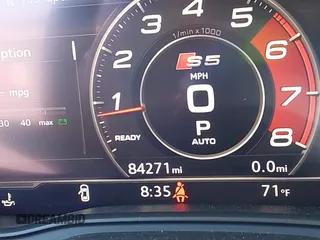 ption
1/min x 1000
S5
MPH
0
P
AUTO
READY
1
2
3
4
5
6
7
8
- mpg
30 40 max
84271mi
0.0mi
8:35
71°F
DREAMBID